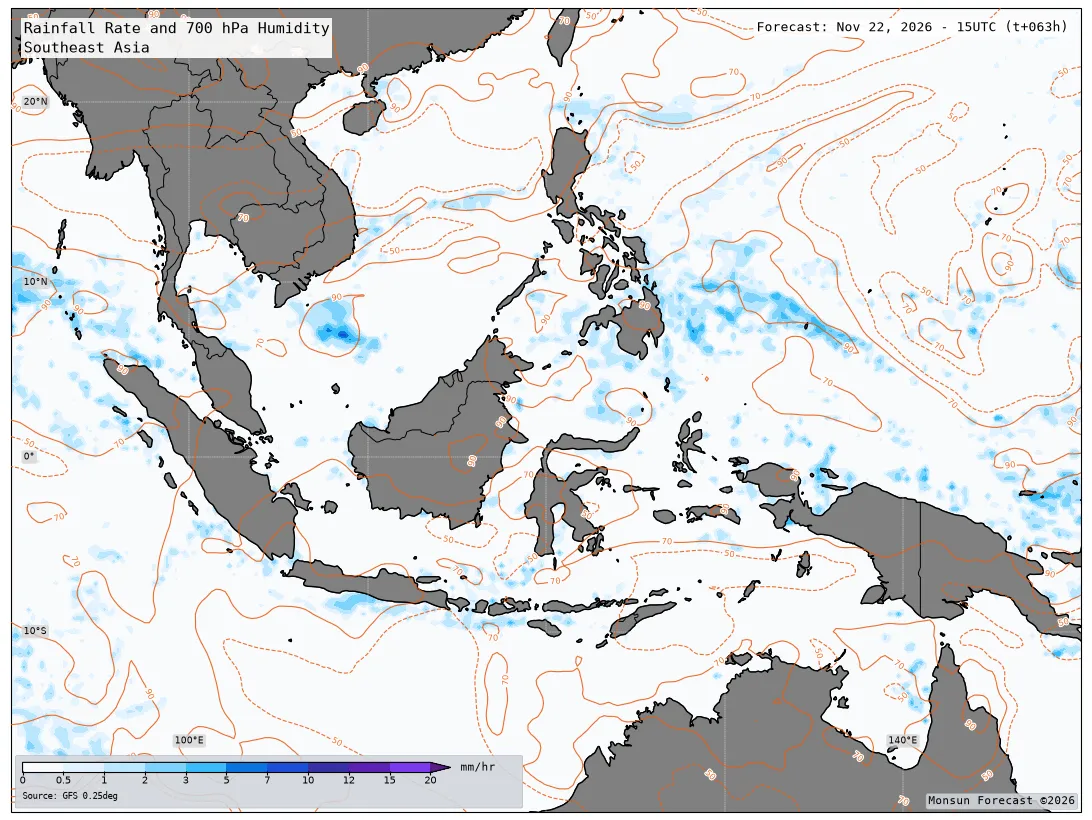 Rainfall Rate and 700 hPa Humidity
Southeast Asia
Forecast: Nov 22, 2026 - 15UTC (t+063h)
20°N
10°N
0°
10°S
100°E
140°E
0 0.5 1 2 3 5 7 10 12 15 20 mm/hr
Source: GFS 0.25deg
Monsun Forecast ©2026